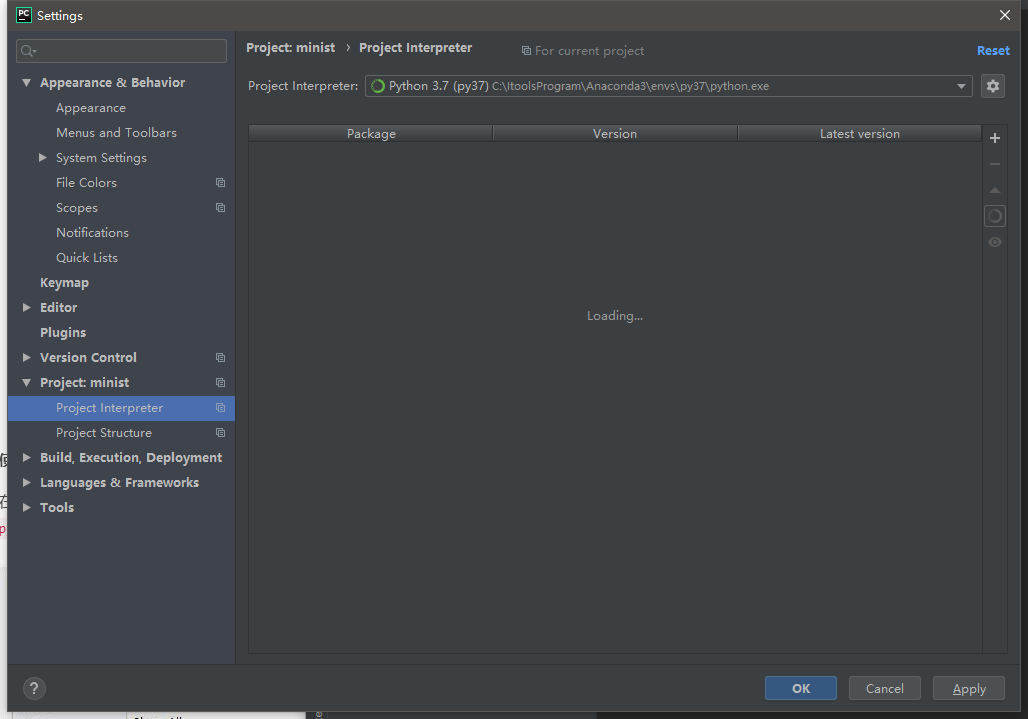 PC Settings
Project: minist › Project Interpreter For current project Reset
Project Interpreter: Python 3.7 (py37) C:\ItoolsProgram\Anaconda3\envs\py37\python.exe
Appearance & Behavior
Appearance
Menus and Toolbars
System Settings
File Colors
Scopes
Notifications
Quick Lists
Keymap
Editor
Plugins
Version Control
Project: minist
Project Interpreter
Project Structure
Build, Execution, Deployment
Languages & Frameworks
Tools
Package Version Latest version
Loading...
在
p
? OK Cancel Apply